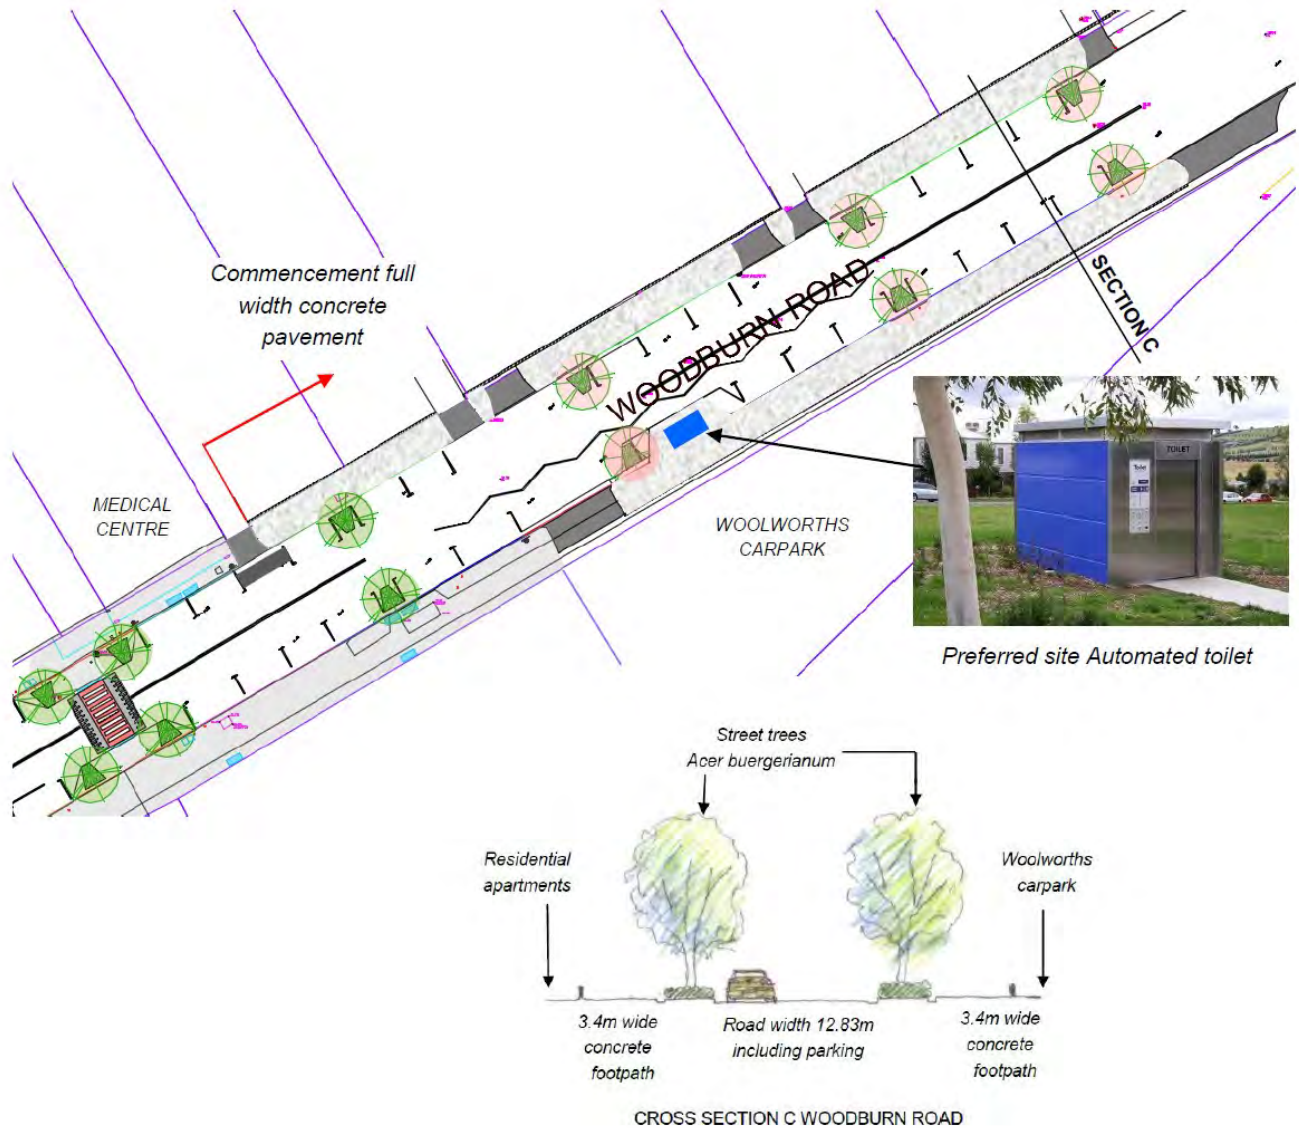 Commencement full
width concrete
pavement
WOODBURN ROAD
SECTION C
MEDICAL
CENTRE
WOOLWORTHS
CARPARK
TOILET
Toilet
Preferred site Automated toilet
Street trees
Acer buergerianum
Residential
apartments
Woolworths
carpark
3.4m wide
concrete
footpath
Road width 12.83m
including parking
3.4m wide
concrete
footpath
CROSS SECTION C WOODBURN ROAD